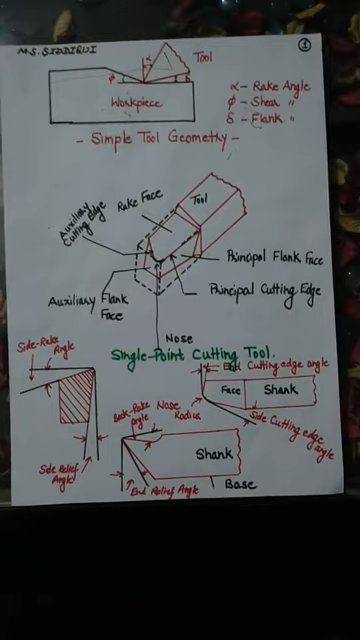 M.S. SIDDIQUI
1
α
Tool
ϕ
δ
Workpiece
α - Rake Angle
ϕ - Shear "
δ - Flank "
- Simple Tool Geometry -
Auxiliary Cutting Edge
Rake Face
Tool
Principal Flank Face
Principal Cutting Edge
Auxiliary Flank Face
Nose
Single-Point Cutting Tool.
Side-Rake Angle
Side Relief Angle
End Cutting edge angle
Face
Shank
Nose Radius
Side Cutting edge angle
Back-Rake Angle
Shank
End Relief Angle
Base